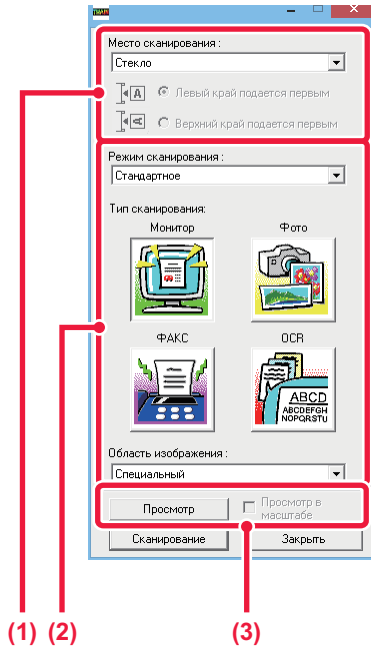 TWAIN
Место сканирования :
Стекло
A
Левый край подается первым
A
Верхний край подается первым
Режим сканирования :
Стандартное
Тип сканирования:
Монитор
Фото
ФАКС
OCR
ABCD
ABCDEFGH
NOPQRSTU
Область изображения :
Специальный
Просмотр
Просмотр в
масштабе
Сканирование
Закрыть
(1) (2) (3)